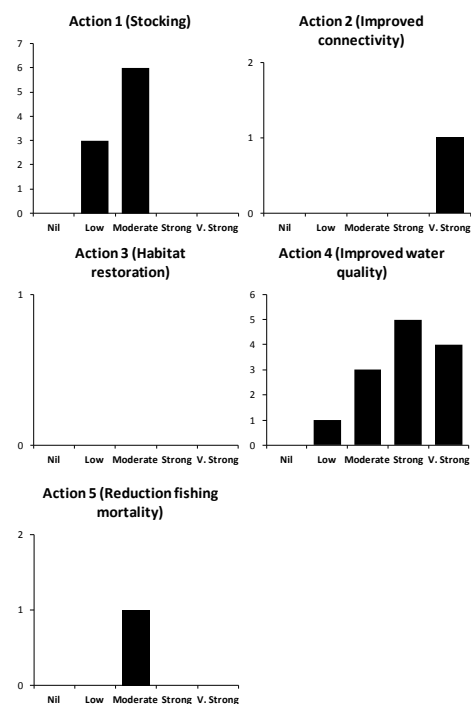 Action 1 (Stocking)
7
6
5
4
3
2
1
0
Nil Low Moderate Strong V. Strong
Action 2 (Improved
connectivity)
2
1
0
Nil Low Moderate Strong V. Strong
Action 3 (Habitat
restoration)
1
0
Nil Low Moderate Strong V. Strong
Action 4 (Improved water
quality)
6
5
4
3
2
1
0
Nil Low Moderate Strong V. Strong
Action 5 (Reduction fishing
mortality)
2
1
0
Nil Low Moderate Strong V. Strong